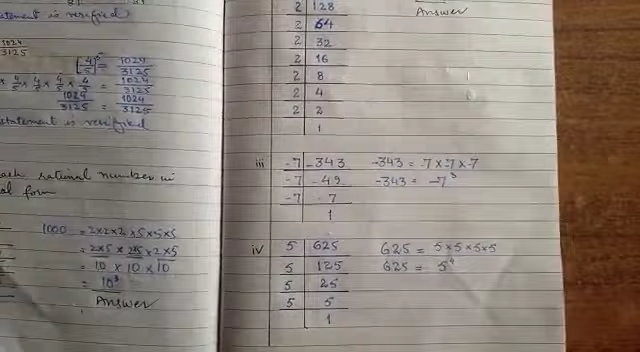 statement is verified
1024
3125
[4/5]⁵ = 1024/3125
× 4/5 × 4/5 × 4/5 × 4/5 = 1024/3125
1024/3125 = 1024/3125
statement is verified
each rational number in
form
1000 = 2×2×2×5×5×5
= 2×5 × 2×5 × 2×5
= 10 × 10 × 10
= 10³
Answer
2 | 128
2 | 64
2 | 32
2 | 16
2 | 8
2 | 4
2 | 2
1
Answer
iii -7 | -343 -343 = -7×-7×-7
-7 | -49 -343 = -7³
-7 | -7
1
iv 5 | 625 625 = 5×5×5×5
5 | 125 625 = 5⁴
5 | 25
5 | 5
1